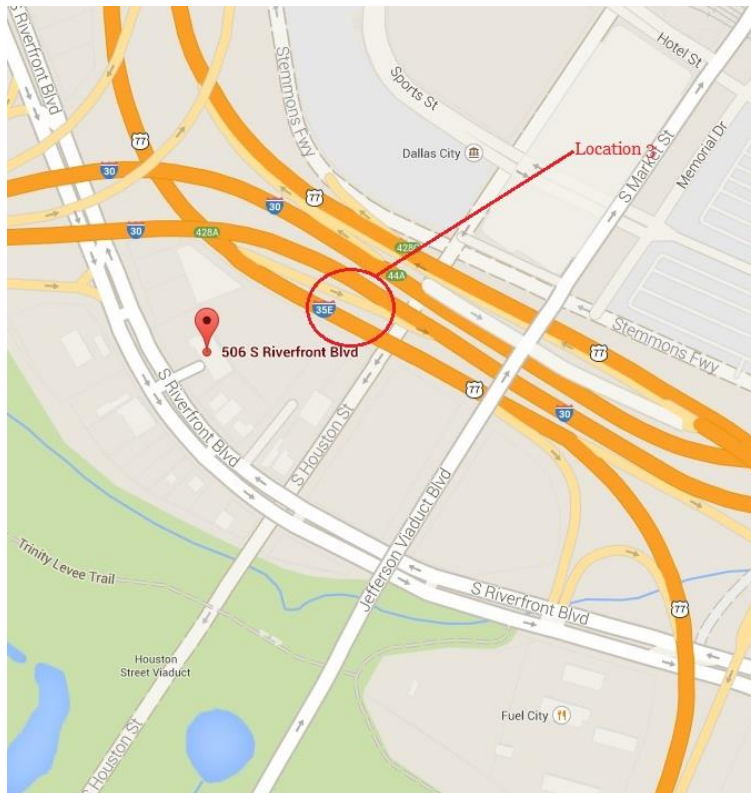 S Riverfront Blvd
Stemmons Fwy
Hotel St
Sports St
77
77
Dallas City
Location 3
S Market St
Memorial Dr
30
30
77
30
428A
428C
44A
35E
506 S Riverfront Blvd
Stemmons Fwy
77
77
30
S Riverfront Blvd
S Houston St
Jefferson Viaduct Blvd
Trinity Levee Trail
S Riverfront Blvd
77
Houston
Street Viaduct
Fuel City
S Houston St